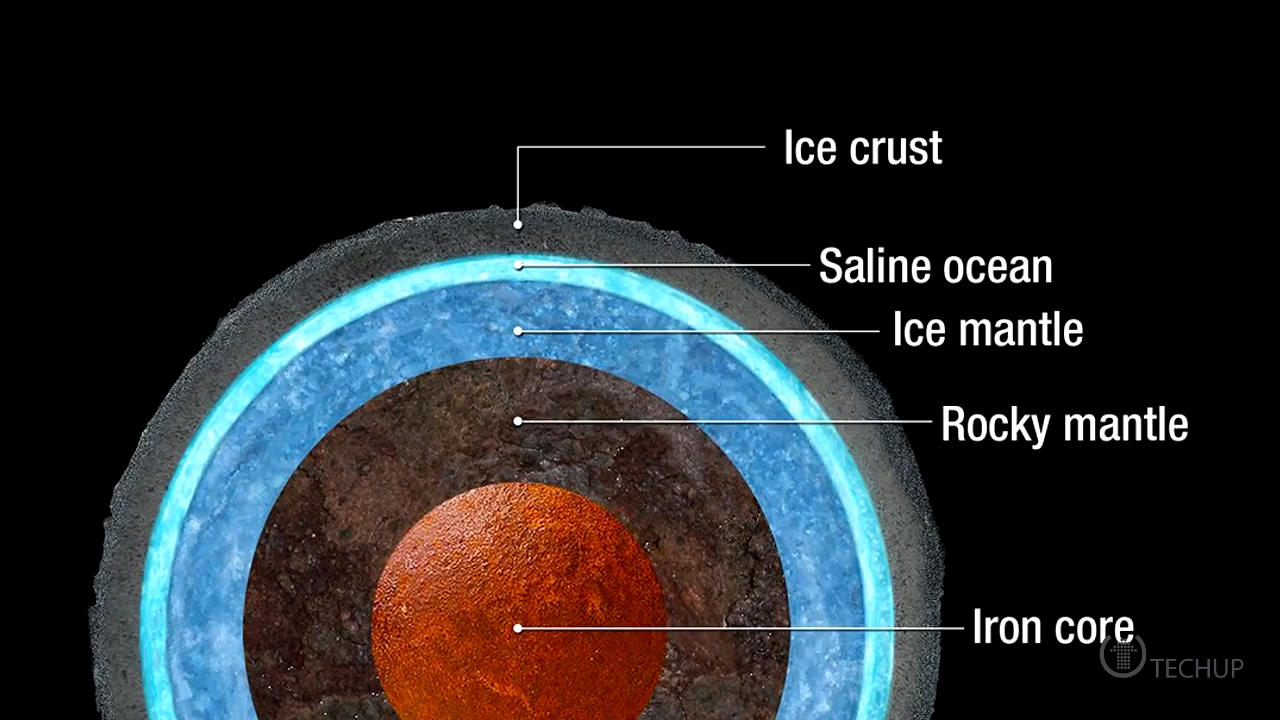 Ice crust
Saline ocean
Ice mantle
Rocky mantle
Iron core
TECHUP